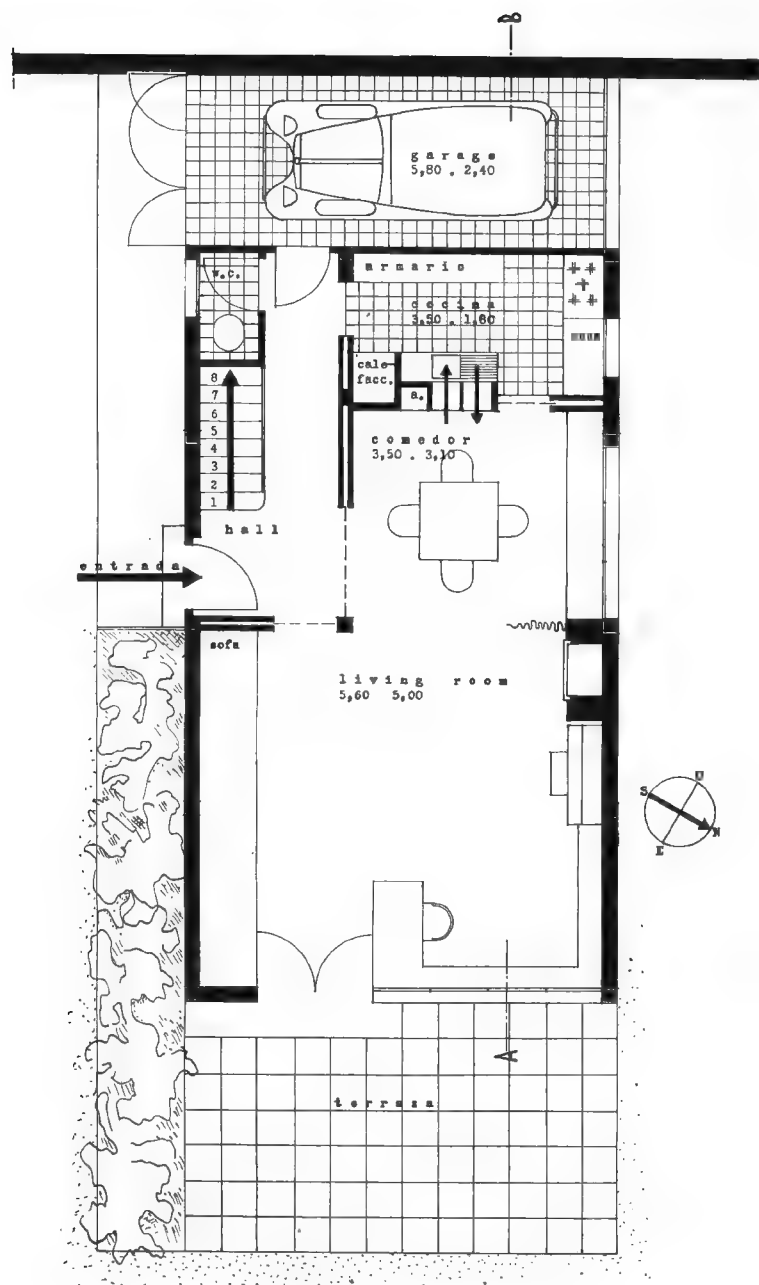 B
garage
5,80 . 2,40
w.c.
armario
cocina
3,50 . 1,80
cale
facc.
a.
8
7
6
5
4
3
2
1
comedor
3,50 . 3,10
hall
entrada
sofa
living room
5,60 5,00
S
O
N
E
A
terraza